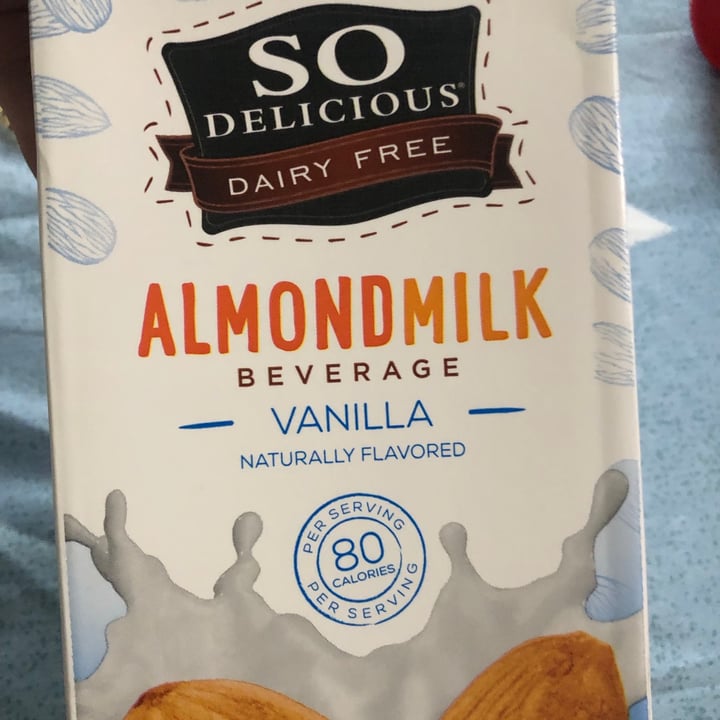 SO
DELICIOUS®
DAIRY FREE
ALMONDMILK
BEVERAGE
VANILLA
NATURALLY FLAVORED
PER SERVING
80
CALORIES
PER SERVING